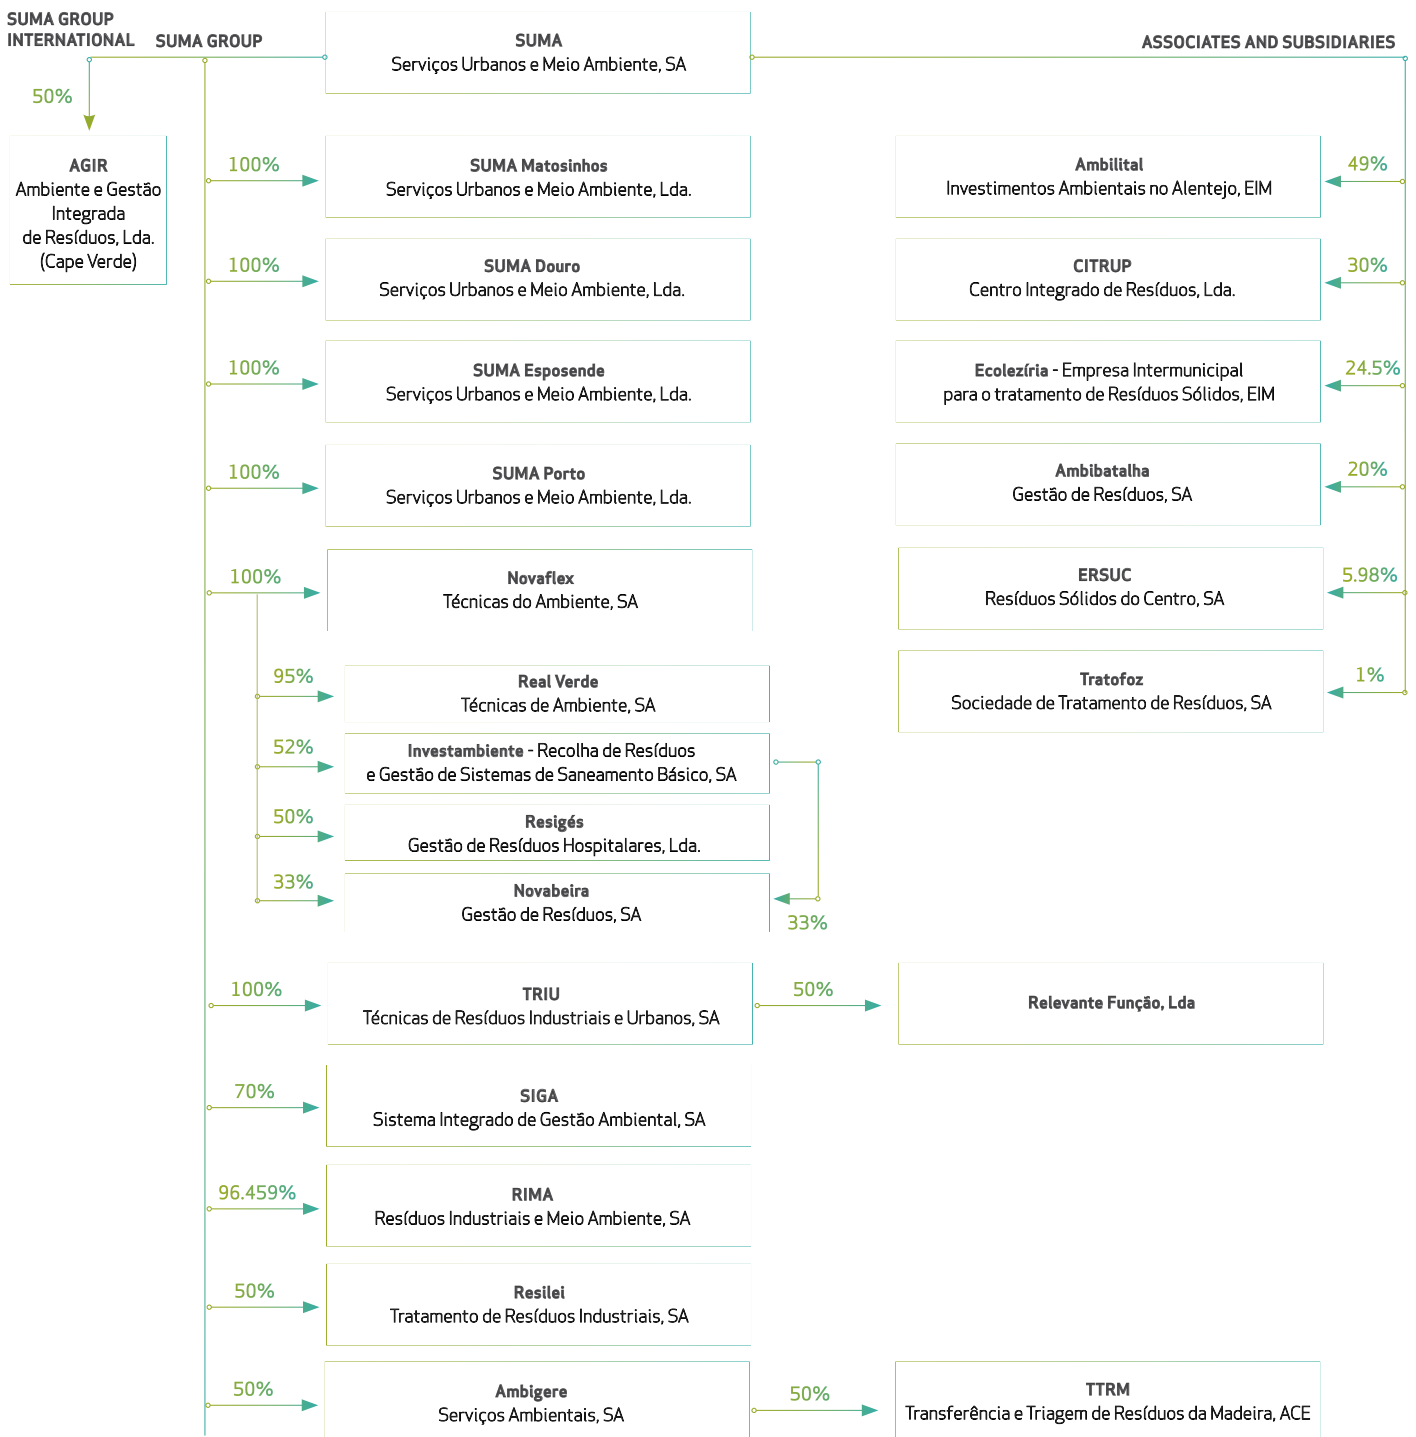 SUMA GROUP
INTERNATIONAL
SUMA GROUP
SUMA
Serviços Urbanos e Meio Ambiente, SA
ASSOCIATES AND SUBSIDIARIES
50%
AGIR
Ambiente e Gestão
Integrada
de Resíduos, Lda.
(Cape Verde)
100%
SUMA Matosinhos
Serviços Urbanos e Meio Ambiente, Lda.
Ambilital
Investimentos Ambientais no Alentejo, EIM
49%
100%
SUMA Douro
Serviços Urbanos e Meio Ambiente, Lda.
CITRUP
Centro Integrado de Resíduos, Lda.
30%
100%
SUMA Esposende
Serviços Urbanos e Meio Ambiente, Lda.
Ecolezíria - Empresa Intermunicipal
para o tratamento de Resíduos Sólidos, EIM
24.5%
100%
SUMA Porto
Serviços Urbanos e Meio Ambiente, Lda.
Ambibatalha
Gestão de Resíduos, SA
20%
100%
Novaflex
Técnicas do Ambiente, SA
ERSUC
Resíduos Sólidos do Centro, SA
5.98%
95%
Real Verde
Técnicas de Ambiente, SA
Tratofoz
Sociedade de Tratamento de Resíduos, SA
1%
52%
Investambiente - Recolha de Resíduos
e Gestão de Sistemas de Saneamento Básico, SA
50%
Resigés
Gestão de Resíduos Hospitalares, Lda.
33%
Novabeira
Gestão de Resíduos, SA
33%
100%
TRIU
Técnicas de Resíduos Industriais e Urbanos, SA
50%
Relevante Função, Lda
70%
SIGA
Sistema Integrado de Gestão Ambiental, SA
96.459%
RIMA
Resíduos Industriais e Meio Ambiente, SA
50%
Resilei
Tratamento de Resíduos Industriais, SA
50%
Ambigere
Serviços Ambientais, SA
50%
TTRM
Transferência e Triagem de Resíduos da Madeira, ACE